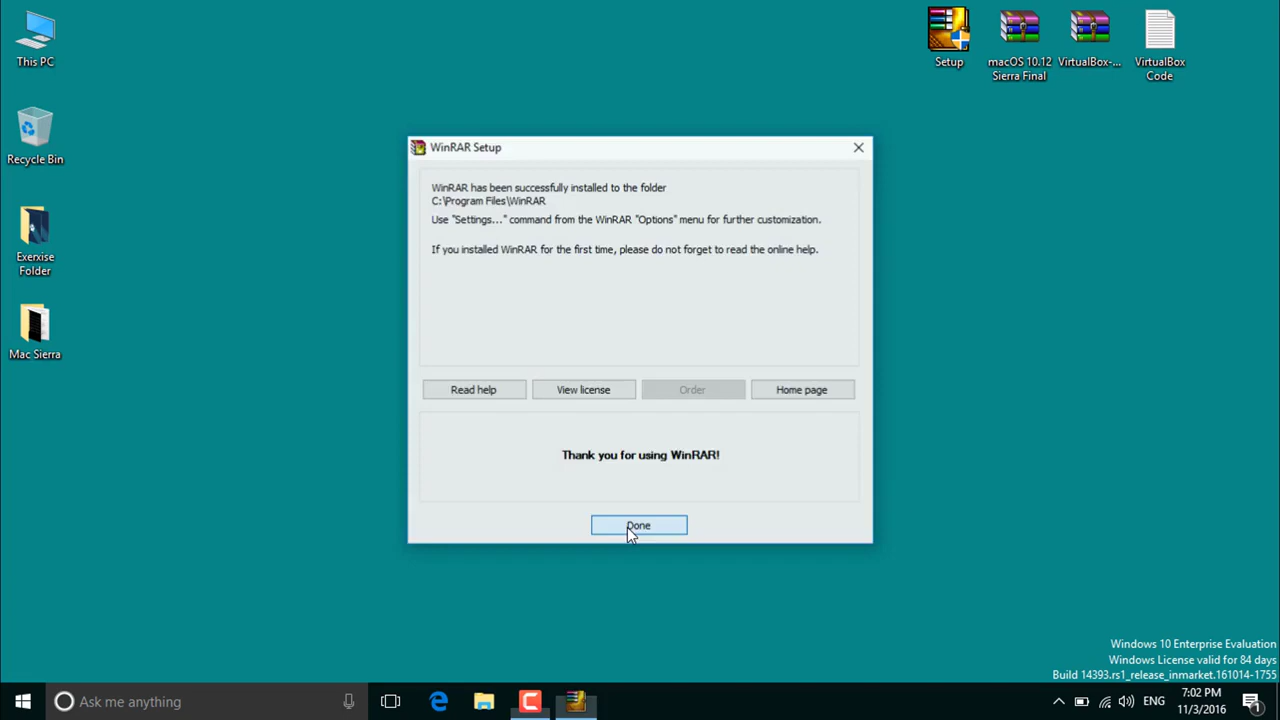 This PC
Recycle Bin
Exerxise
Folder
Mac Sierra
Setup
macOS 10.12
Sierra Final
VirtualBox-...
VirtualBox
Code
WinRAR Setup
WinRAR has been successfully installed to the folder
C:\Program Files\WinRAR
Use "Settings..." command from the WinRAR "Options" menu for further customization.
If you installed WinRAR for the first time, please do not forget to read the online help.
Read help
View license
Order
Home page
Thank you for using WinRAR!
Done
Windows 10 Enterprise Evaluation
Windows License valid for 84 days
Build 14393.rs1_release_inmarket.161014-1755
Ask me anything
ENG
7:02 PM
11/3/2016
1